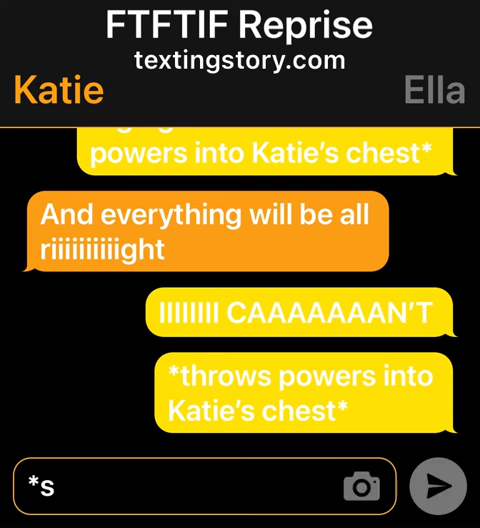 FTFTIF Reprise
textingstory.com
Katie
Ella
powers into Katie’s chest*
And everything will be all
riiiiiiiiiight
IIIIIIII CAAAAAAAN’T
*throws powers into
Katie’s chest*
*s